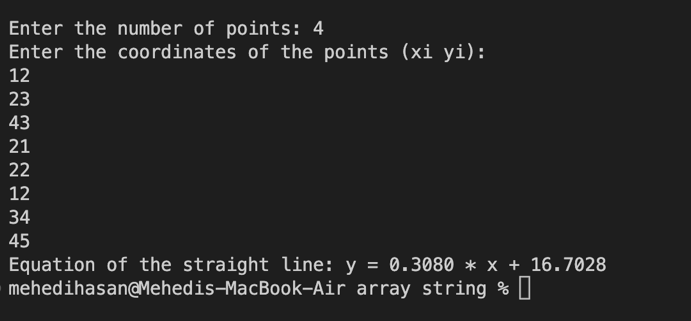 Enter the number of points: 4
Enter the coordinates of the points (xi yi):
12
23
43
21
22
12
34
45
Equation of the straight line: y = 0.3080 * x + 16.7028
mehedihasan@Mehedis-MacBook-Air array string %